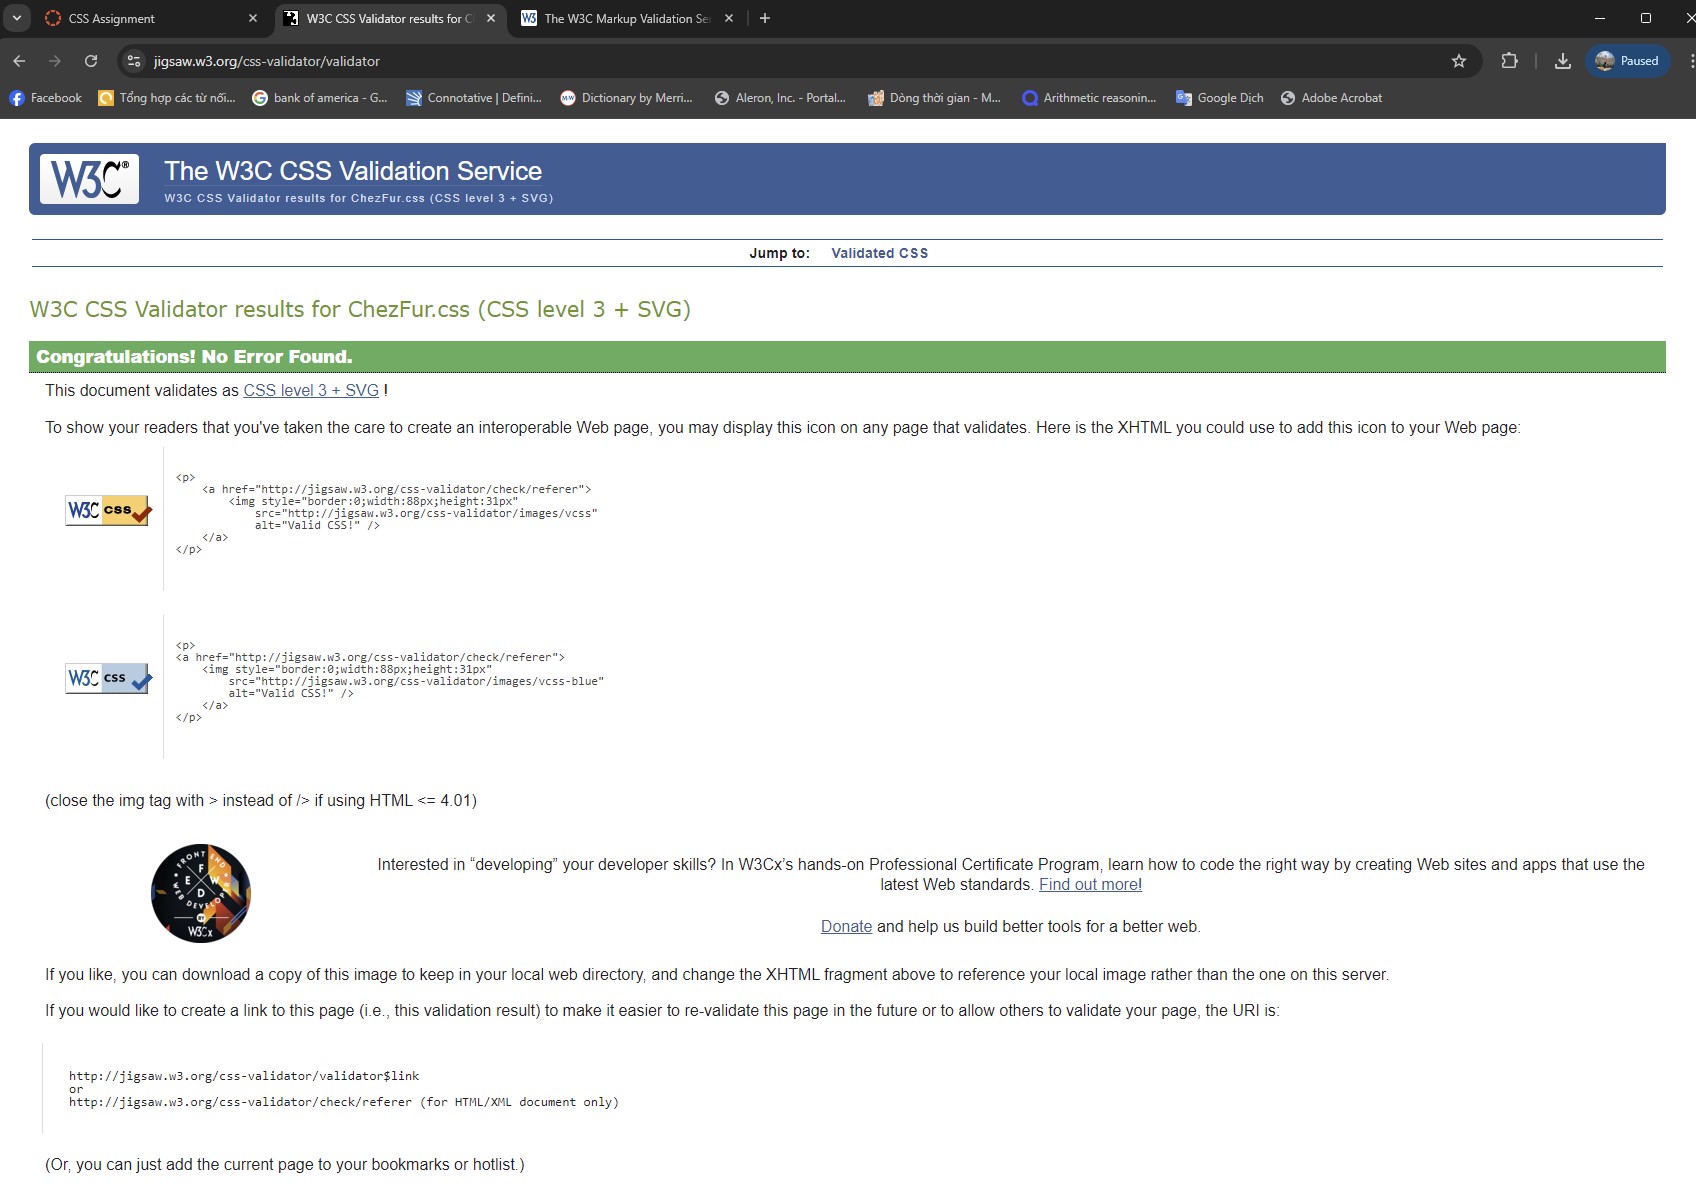 CSS Assignment
W3C CSS Validator results for C
The W3C Markup Validation Se
jigsaw.w3.org/css-validator/validator
Paused
Facebook
Tổng hợp các từ nối...
bank of america - G...
Connotative | Defini...
Dictionary by Merri...
Aleron, Inc. - Portal...
Dòng thời gian - M...
Arithmetic reasonin...
Google Dịch
Adobe Acrobat
W3C®
The W3C CSS Validation Service
W3C CSS Validator results for ChezFur.css (CSS level 3 + SVG)
Jump to: Validated CSS
W3C CSS Validator results for ChezFur.css (CSS level 3 + SVG)
Congratulations! No Error Found.
This document validates as CSS level 3 + SVG !
To show your readers that you've taken the care to create an interoperable Web page, you may display this icon on any page that validates. Here is the XHTML you could use to add this icon to your Web page:
W3C css
<p>
<a href="http://jigsaw.w3.org/css-validator/check/referer">
<img style="border:0;width:88px;height:31px"
src="http://jigsaw.w3.org/css-validator/images/vcss"
alt="Valid CSS!" />
</a>
</p>
W3C css
<p>
<a href="http://jigsaw.w3.org/css-validator/check/referer">
<img style="border:0;width:88px;height:31px"
src="http://jigsaw.w3.org/css-validator/images/vcss-blue"
alt="Valid CSS!" />
</a>
</p>
(close the img tag with > instead of /> if using HTML <= 4.01)
FRONT END
F
E W
D
WEB DEVELOPER
BY
W3Cx
Interested in “developing” your developer skills? In W3Cx’s hands-on Professional Certificate Program, learn how to code the right way by creating Web sites and apps that use the
latest Web standards. Find out more!
Donate and help us build better tools for a better web.
If you like, you can download a copy of this image to keep in your local web directory, and change the XHTML fragment above to reference your local image rather than the one on this server.
If you would like to create a link to this page (i.e., this validation result) to make it easier to re-validate this page in the future or to allow others to validate your page, the URI is:
http://jigsaw.w3.org/css-validator/validator$link
or
http://jigsaw.w3.org/css-validator/check/referer (for HTML/XML document only)
(Or, you can just add the current page to your bookmarks or hotlist.)